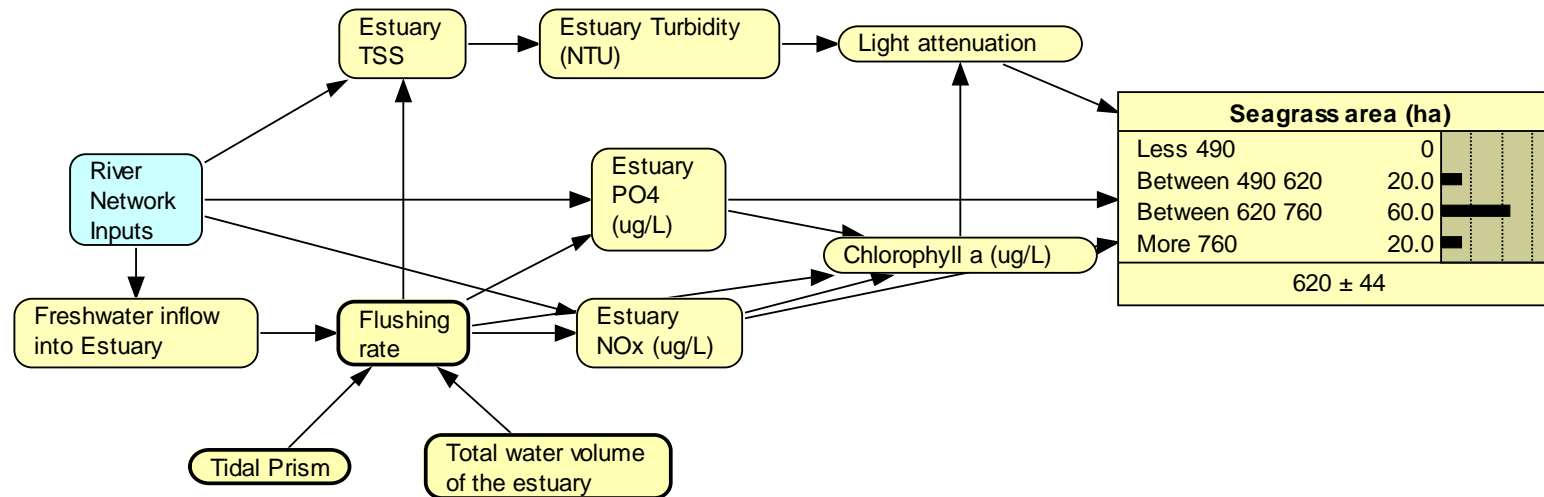 Estuary
TSS
Estuary Turbidity
(NTU)
Light attenuation
Seagrass area (ha)
Less 490 0
Between 490 620 20.0
Between 620 760 60.0
More 760 20.0
620 ± 44
River
Network
Inputs
Estuary
PO4
(ug/L)
Chlorophyll a (ug/L)
Freshwater inflow
into Estuary
Flushing
rate
Estuary
NOx (ug/L)
Tidal Prism
Total water volume
of the estuary